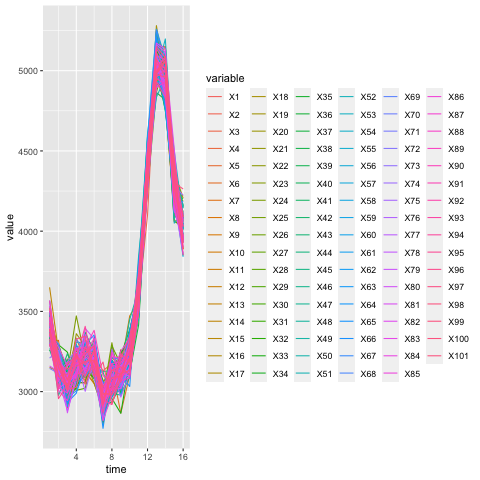 variable
X1 X18 X35 X52 X69 X86
X2 X19 X36 X53 X70 X87
X3 X20 X37 X54 X71 X88
X4 X21 X38 X55 X72 X89
X5 X22 X39 X56 X73 X90
X6 X23 X40 X57 X74 X91
X7 X24 X41 X58 X75 X92
X8 X25 X42 X59 X76 X93
X9 X26 X43 X60 X77 X94
X10 X27 X44 X61 X78 X95
X11 X28 X45 X62 X79 X96
X12 X29 X46 X63 X80 X97
X13 X30 X47 X64 X81 X98
X14 X31 X48 X65 X82 X99
X15 X32 X49 X66 X83 X100
X16 X33 X50 X67 X84 X101
X17 X34 X51 X68 X85
value
5000
4500
4000
3500
3000
4 8 12 16
time